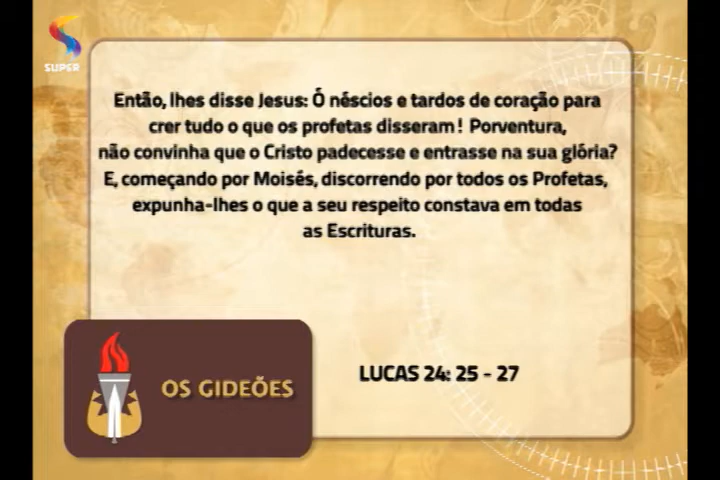 SUPER
Então, lhes disse Jesus: Ó néscios e tardos de coração para
crer tudo o que os profetas disseram! Porventura,
não convinha que o Cristo padecesse e entrasse na sua glória?
E, começando por Moisés, discorrendo por todos os Profetas,
expunha-lhes o que a seu respeito constava em todas
as Escrituras.
OS GIDEÕES
LUCAS 24: 25 - 27